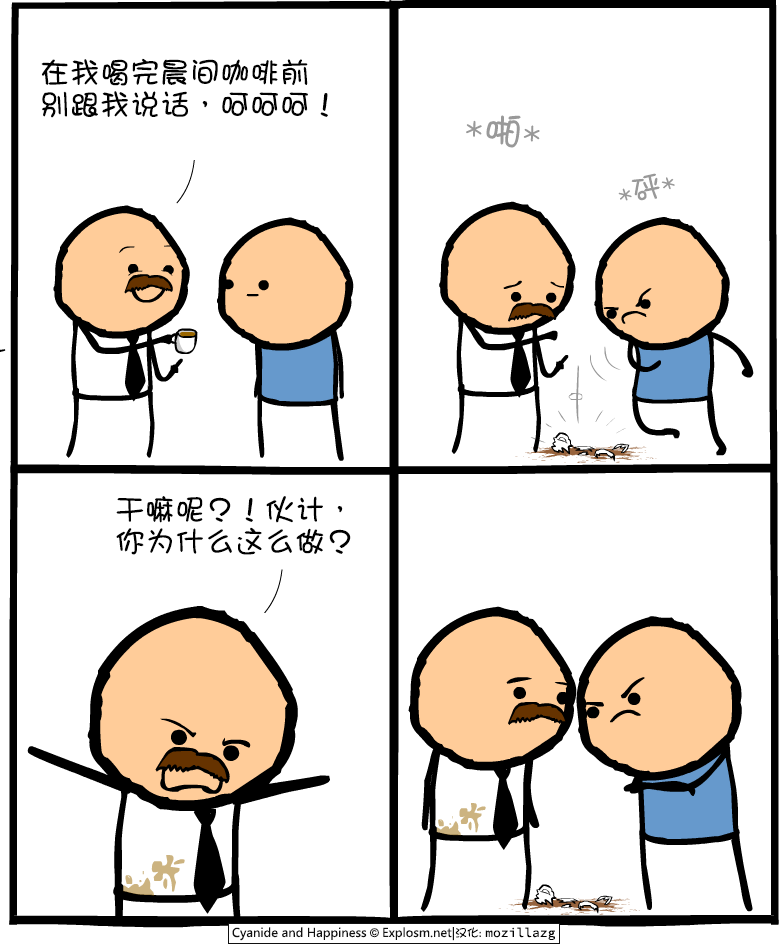 在我喝完晨间咖啡前
别跟我说话，呵呵呵！
*啪*
*砰*
干嘛呢？！伙计，
你为什么这么做？
Cyanide and Happiness © Explosm.net|汉化: mozillazg